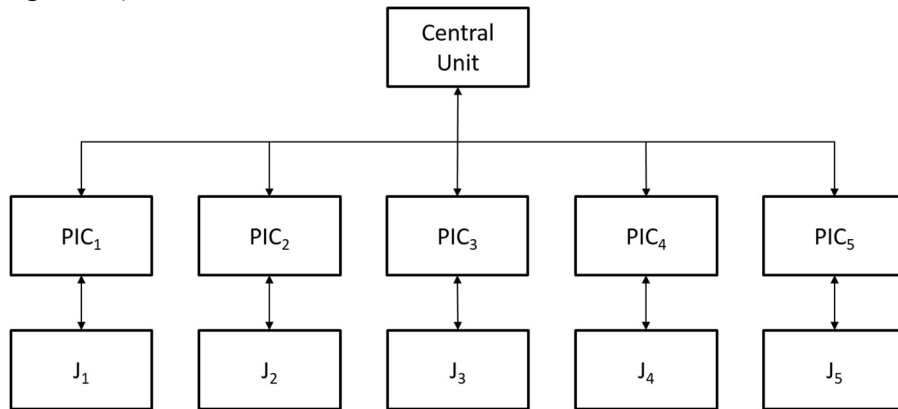 Central
Unit
PIC₁ PIC₂ PIC₃ PIC₄ PIC₅
J₁ J₂ J₃ J₄ J₅